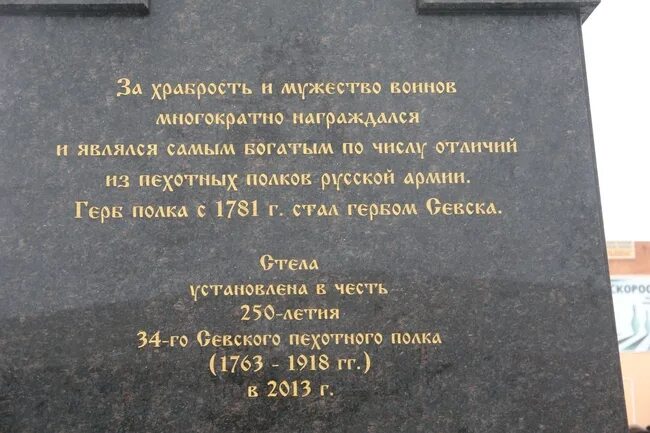 За храбрость и мужество воинов
многократно награждался
и являлся самым богатым по числу отличий
из пехотных полков русской армии.
Герб полка с 1781 г. стал гербом Севска.
Стела
установлена в честь
250-летия
34-го Севского пехотного полка
(1763 - 1918 гг.)
в 2013 г.